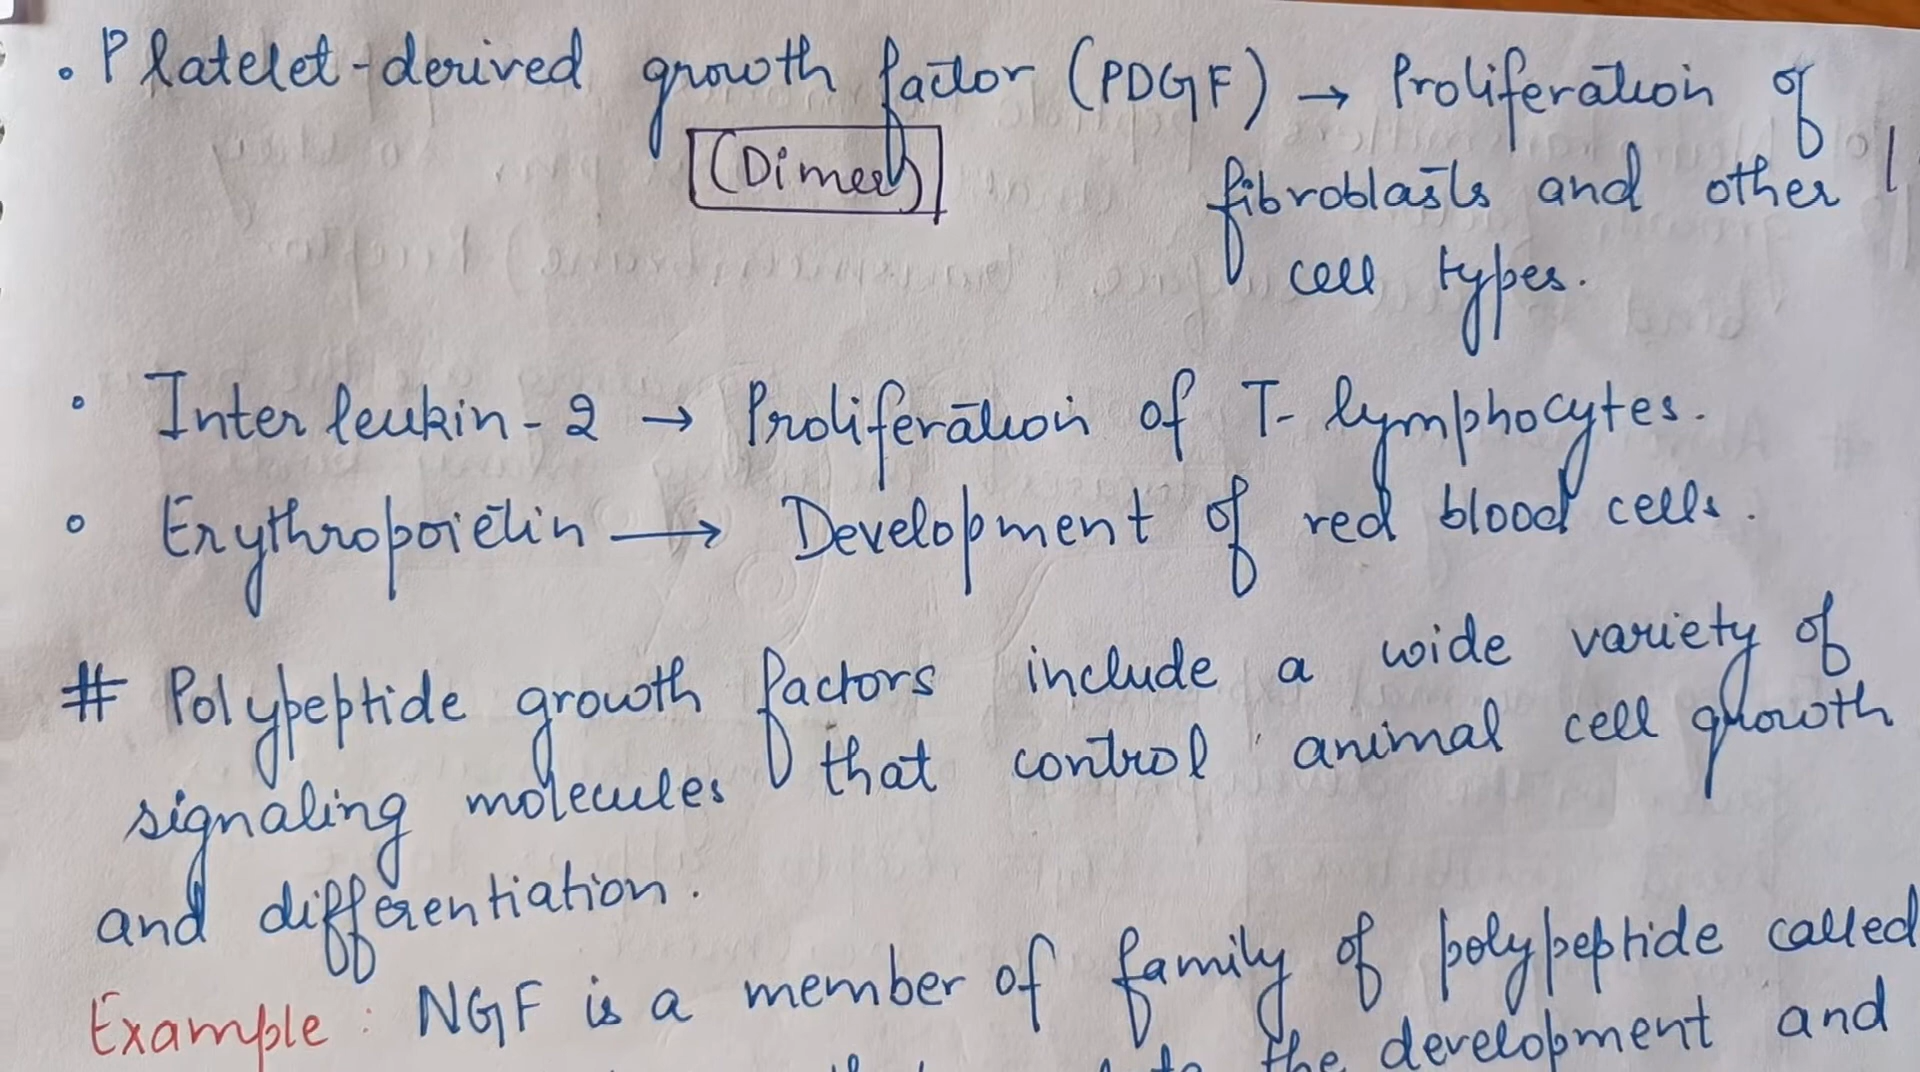 . Platelet-derived growth factor (PDGF) → Proliferation of
(Dimer)
fibroblasts and other
cell types.
° Interleukin-2 → Proliferation of T-lymphocytes.
° Erythropoietin → Development of red blood cells.
# Polypeptide growth factors include a wide variety of
signaling molecules that control animal cell growth
and differentiation.
Example: NGF is a member of family of polypeptide called
the development and